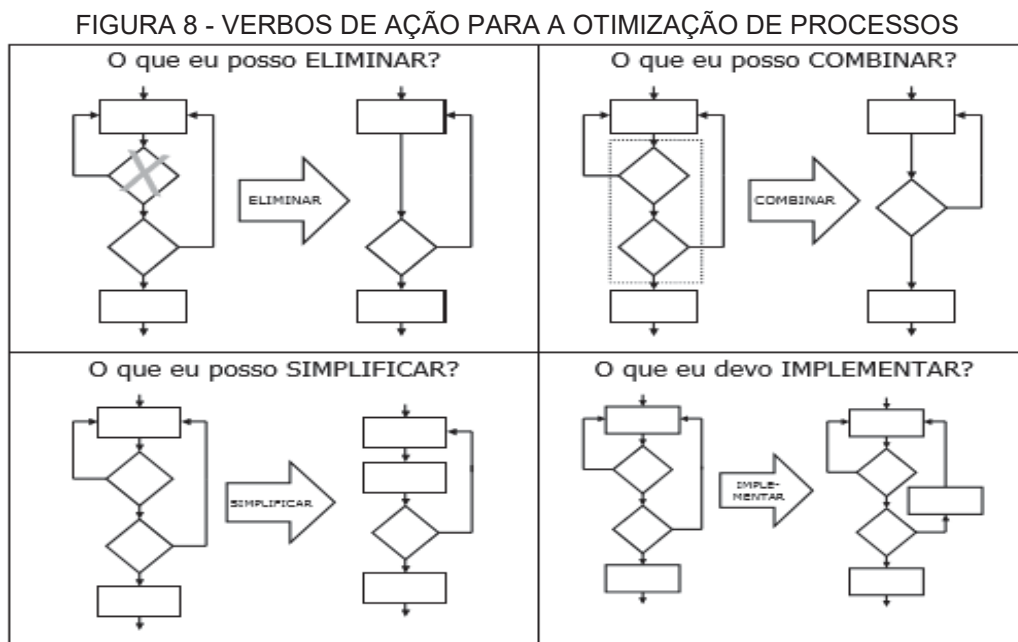 FIGURA 8 - VERBOS DE AÇÃO PARA A OTIMIZAÇÃO DE PROCESSOS
O que eu posso ELIMINAR?
ELIMINAR
O que eu posso COMBINAR?
COMBINAR
O que eu posso SIMPLIFICAR?
SIMPLIFICAR
O que eu devo IMPLEMENTAR?
IMPLE-
MENTAR